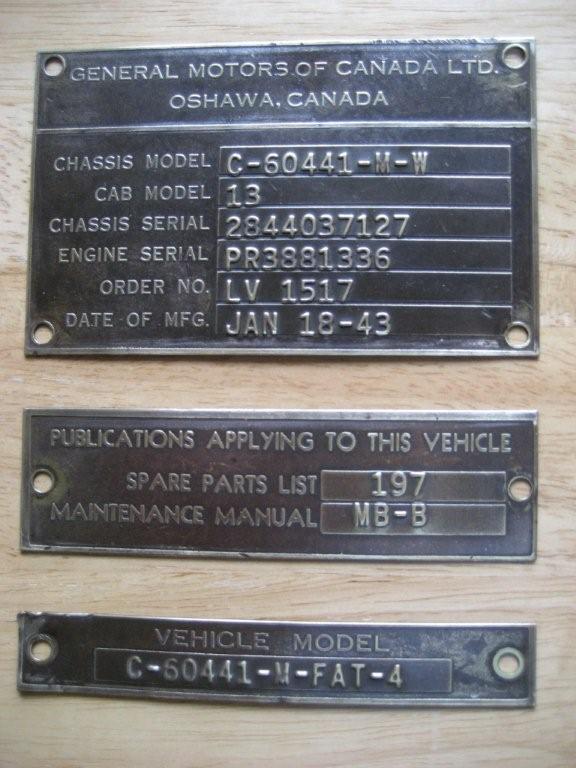 GENERAL MOTORS OF CANADA LTD.
OSHAWA, CANADA
CHASSIS MODEL C-60441-M-W
CAB MODEL 13
CHASSIS SERIAL 2844037127
ENGINE SERIAL PR3881336
ORDER NO. LV 1517
DATE OF MFG. JAN 18-43
PUBLICATIONS APPLYING TO THIS VEHICLE
SPARE PARTS LIST 197
MAINTENANCE MANUAL MB-B
VEHICLE MODEL
C-60441-M-FAT-4